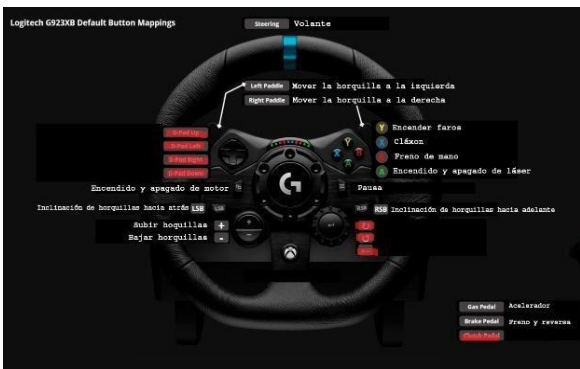 Logitech G923XB Default Button Mappings
Steering Volante
Left Paddle Mover la horquilla a la izquierda
Right Paddle Mover la horquilla a la derecha
D-Pad Up
D-Pad Left
D-Pad Right
D-Pad Down
Y Encender faros
X Cláxon
Freno de mano
A Encendido y apagado de láser
Encendido y apagado de motor
Pausa
Inclinación de horquillas hacia atrás LSB LSB
RSB RSB Inclinación de horquillas hacia adelante
Subir hoquillas +
Bajar horquillas -
Gas Pedal Acelerador
Brake Pedal Freno y reversa
Clutch Pedal